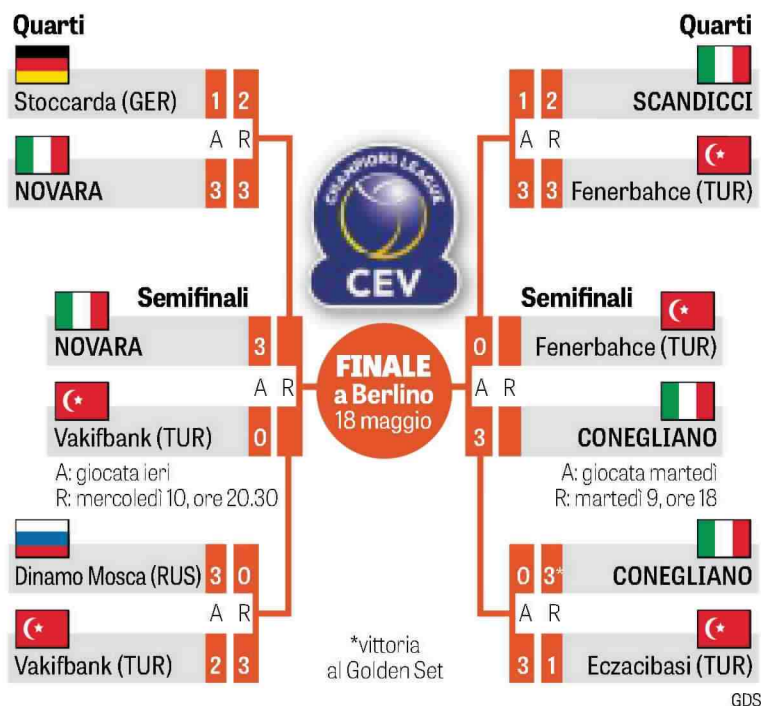 Quarti
Stoccarda (GER) 1 2
A R
NOVARA 3 3
Quarti
1 2 SCANDICCI
A R
3 3 Fenerbahce (TUR)
CHAMPIONS LEAGUE
CEV
Semifinali
NOVARA 3
A R
Vakifbank (TUR) 0
A: giocata ieri
R: mercoledì 10, ore 20.30
FINALE
a Berlino
18 maggio
Semifinali
0 Fenerbahce (TUR)
A R
3 CONEGLIANO
A: giocata martedì
R: martedì 9, ore 18
Dinamo Mosca (RUS) 3 0
A R
Vakifbank (TUR) 2 3
*vittoria
al Golden Set
0 3* CONEGLIANO
A R
3 1 Eczacibasi (TUR)
GDS